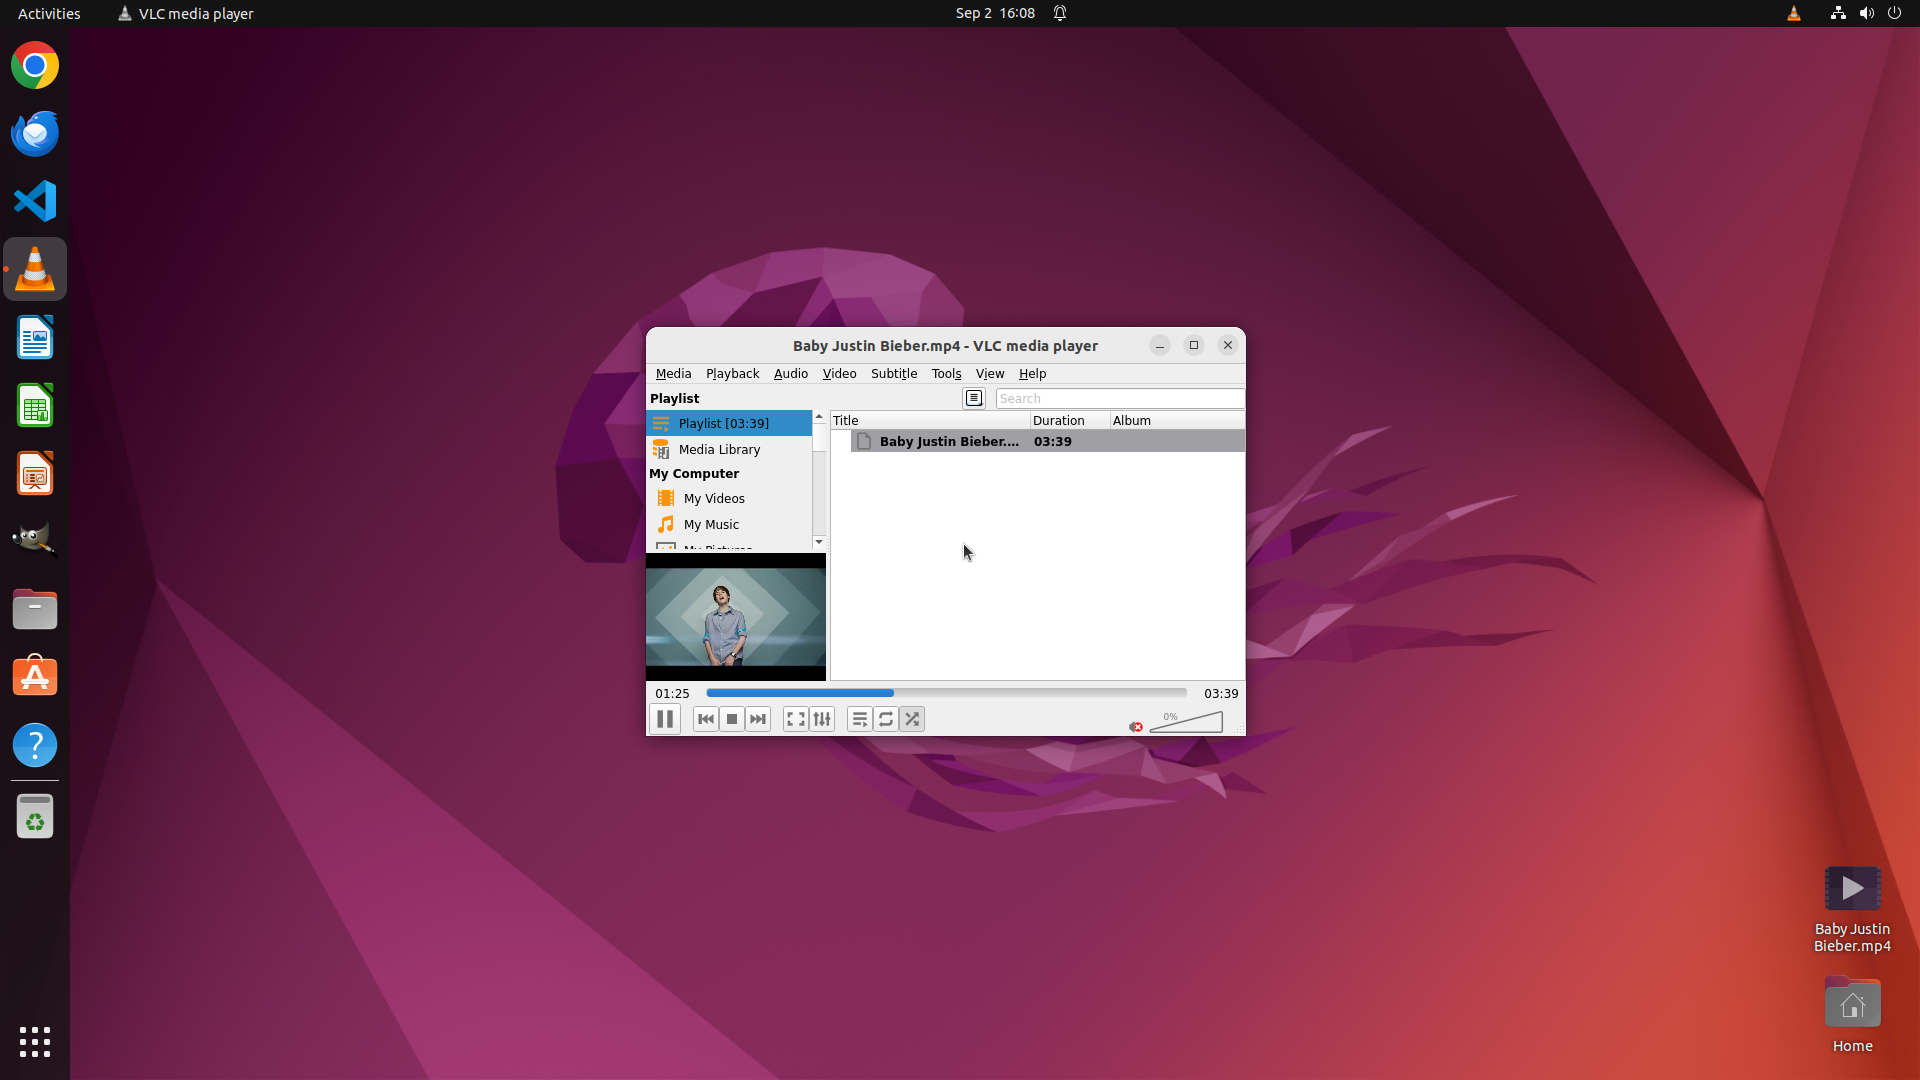 Activities VLC media player Sep 2 16:08
Baby Justin Bieber.mp4 - VLC media player
Media Playback Audio Video Subtitle Tools View Help
Playlist Search
Playlist [03:39]
Media Library
My Computer
My Videos
My Music
My Pictures
Title Duration Album
Baby Justin Bieber.... 03:39
01:25 03:39
0%
Baby Justin
Bieber.mp4
Home